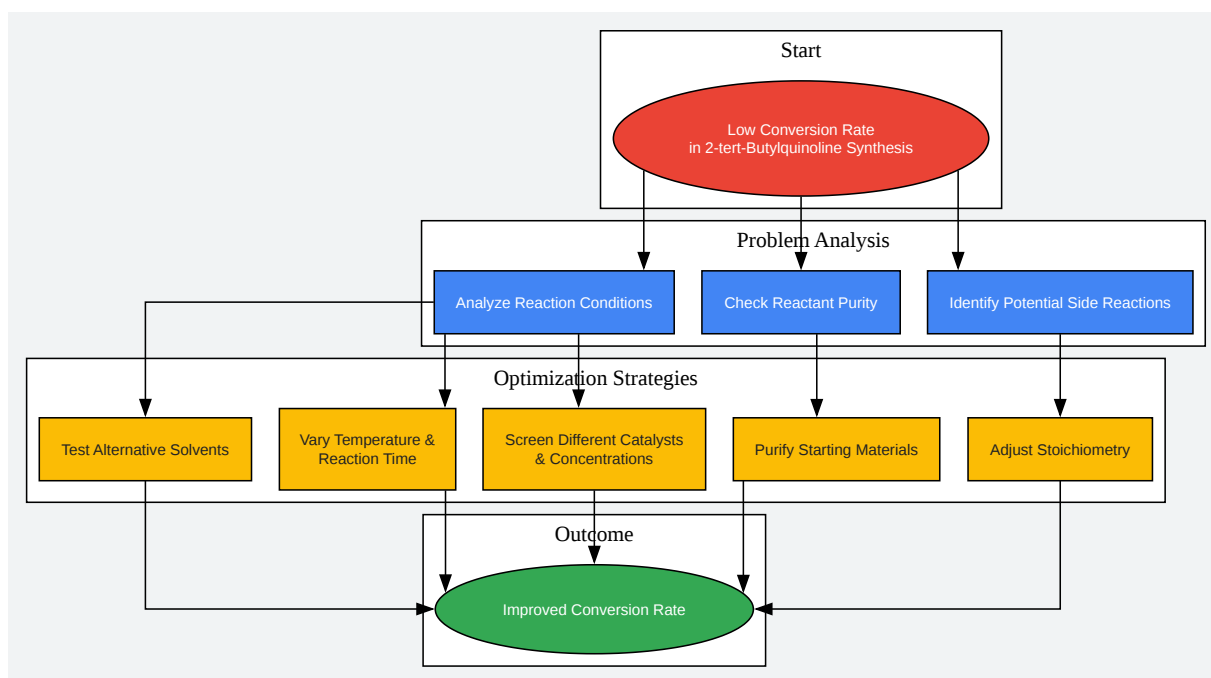 Start
Low Conversion Rate
in 2-tert-Butylquinoline Synthesis
Problem Analysis
Analyze Reaction Conditions
Check Reactant Purity
Identify Potential Side Reactions
Optimization Strategies
Test Alternative Solvents
Vary Temperature &
Reaction Time
Screen Different Catalysts
& Concentrations
Purify Starting Materials
Adjust Stoichiometry
Outcome
Improved Conversion Rate